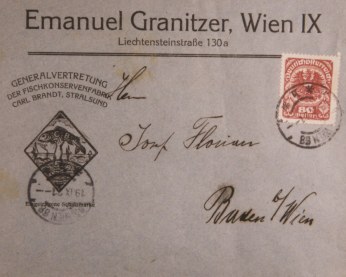 Emanuel Granitzer, Wien IX
Liechtensteinstraße 130a
GENERALVERTRETUNG
DER FISCHKONSERVENFABRIK
CARL BRANDT, STRALSUND
Herrn
Josef Florian
Baden b/Wien
80